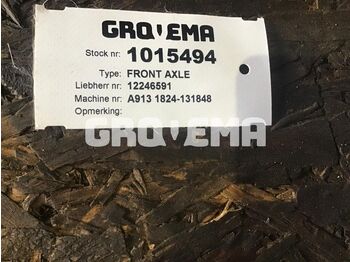 GROVEMA
Stock nr: 1015494
Type: FRONT AXLE
Liebherr nr: 12246591
Machine nr: A913 1824-131848
Opmerking:
GROVEMA